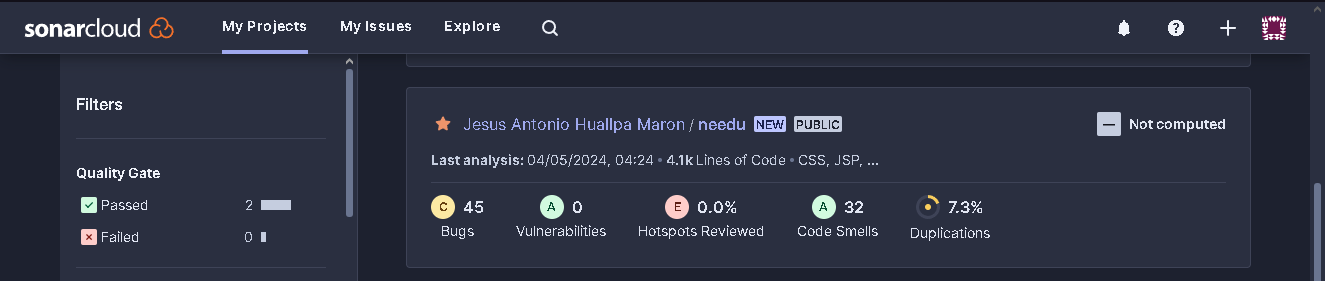 sonarcloud My Projects My Issues Explore
Filters
Quality Gate
Passed 2
Failed 0
Jesus Antonio Huallpa Maron / needu NEW PUBLIC
Not computed
Last analysis: 04/05/2024, 04:24 • 4.1k Lines of Code • CSS, JSP, ...
C 45 A 0 E 0.0% A 32 7.3%
Bugs Vulnerabilities Hotspots Reviewed Code Smells Duplications